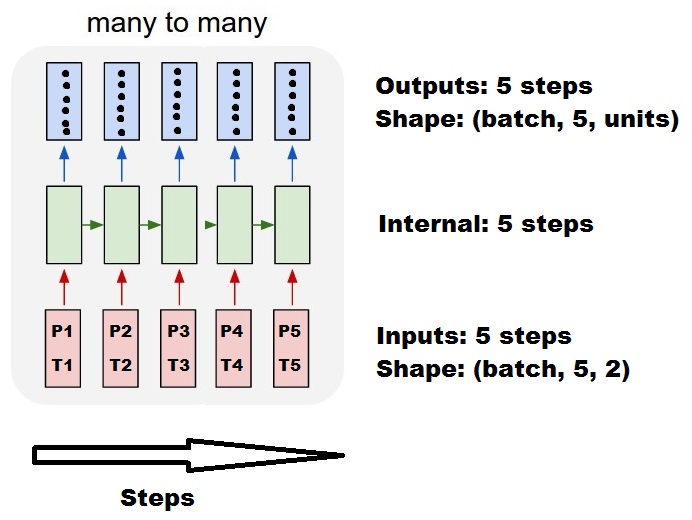 many to many
Outputs: 5 steps
Shape: (batch, 5, units)
Internal: 5 steps
P1 P2 P3 P4 P5
T1 T2 T3 T4 T5
Inputs: 5 steps
Shape: (batch, 5, 2)
Steps